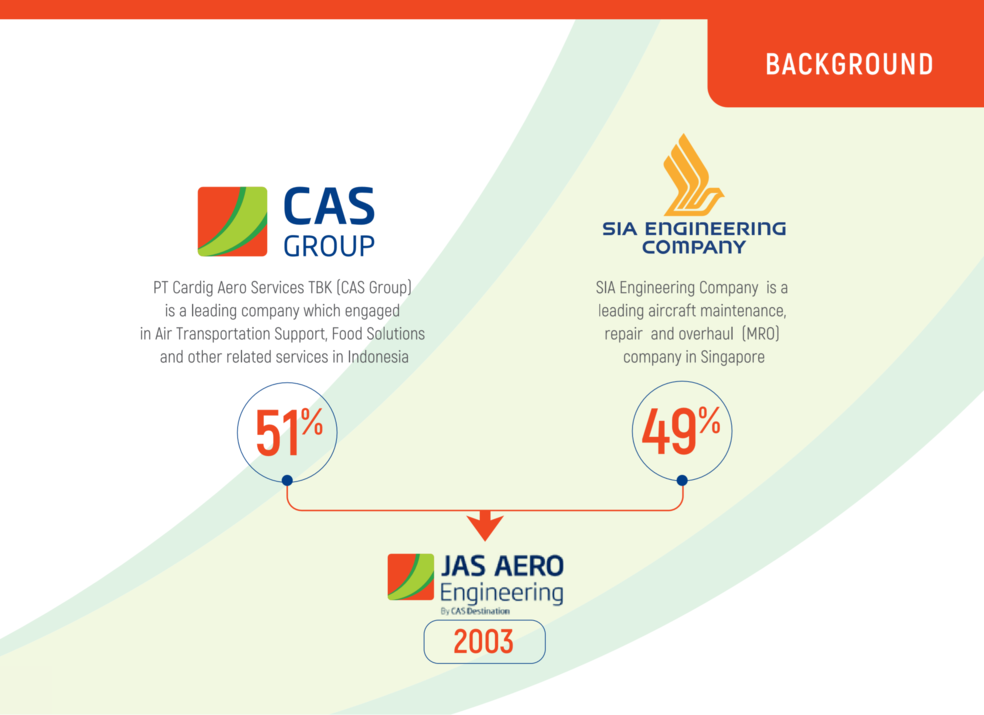 BACKGROUND
CAS
GROUP
PT Cardig Aero Services TBK (CAS Group)
is a leading company which engaged
in Air Transportation Support, Food Solutions
and other related services in Indonesia
51%
SIA ENGINEERING
COMPANY
SIA Engineering Company is a
leading aircraft maintenance,
repair and overhaul (MRO)
company in Singapore
49%
JAS AERO
Engineering
By CAS Destination
2003